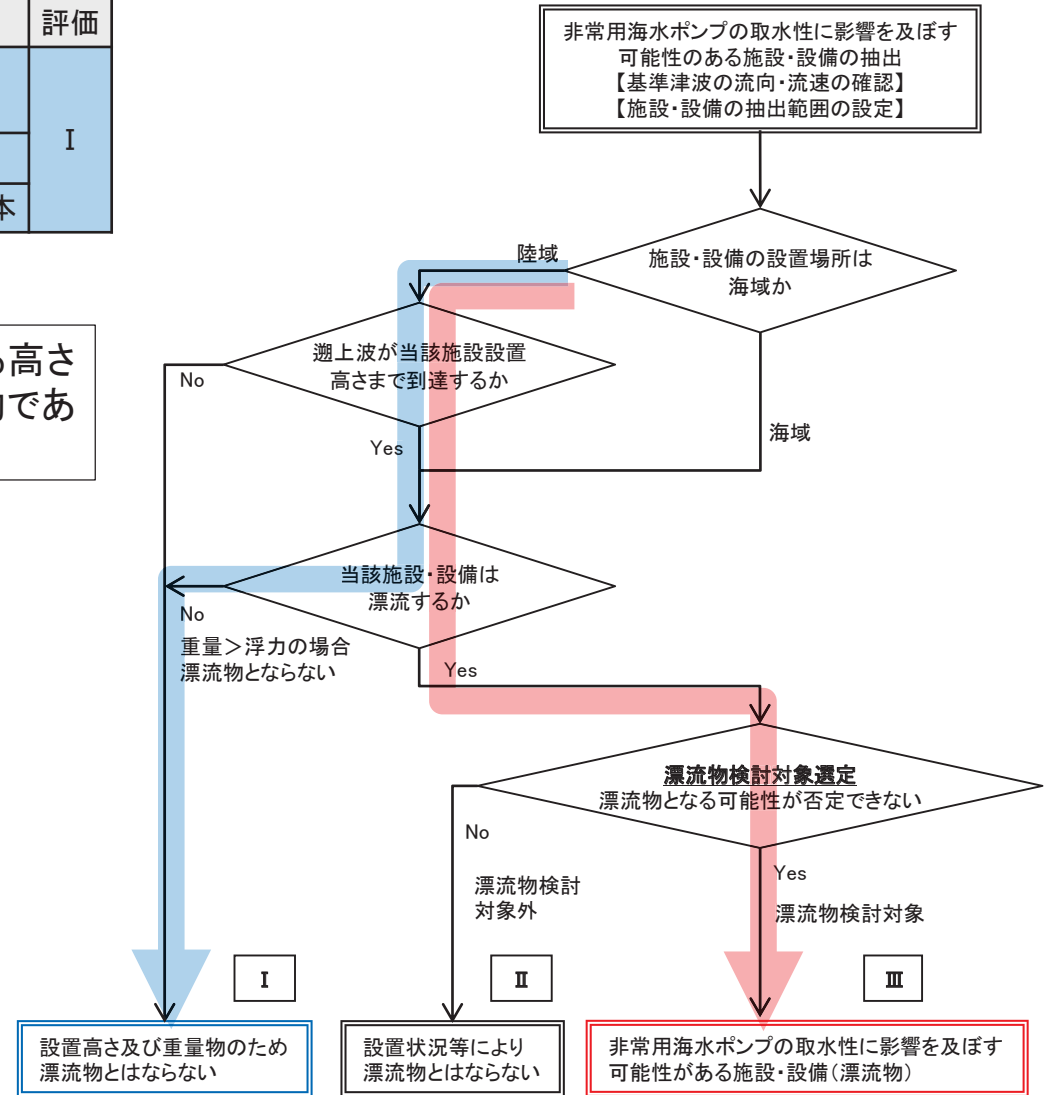 評価
Ⅰ
本
る高さ
物であ
非常用海水ポンプの取水性に影響を及ぼす
可能性のある施設・設備の抽出
【基準津波の流向・流速の確認】
【施設・設備の抽出範囲の設定】
陸域
施設・設備の設置場所は
海域か
遡上波が当該施設設置
高さまで到達するか
No
Yes
海域
当該施設・設備は
漂流するか
No
重量＞浮力の場合
漂流物とならない
Yes
漂流物検討対象選定
漂流物となる可能性が否定できない
No
漂流物検討
対象外
Yes
漂流物検討対象
Ⅰ
Ⅱ
Ⅲ
設置高さ及び重量物のため
漂流物とはならない
設置状況等により
漂流物とはならない
非常用海水ポンプの取水性に影響を及ぼす
可能性がある施設・設備(漂流物)